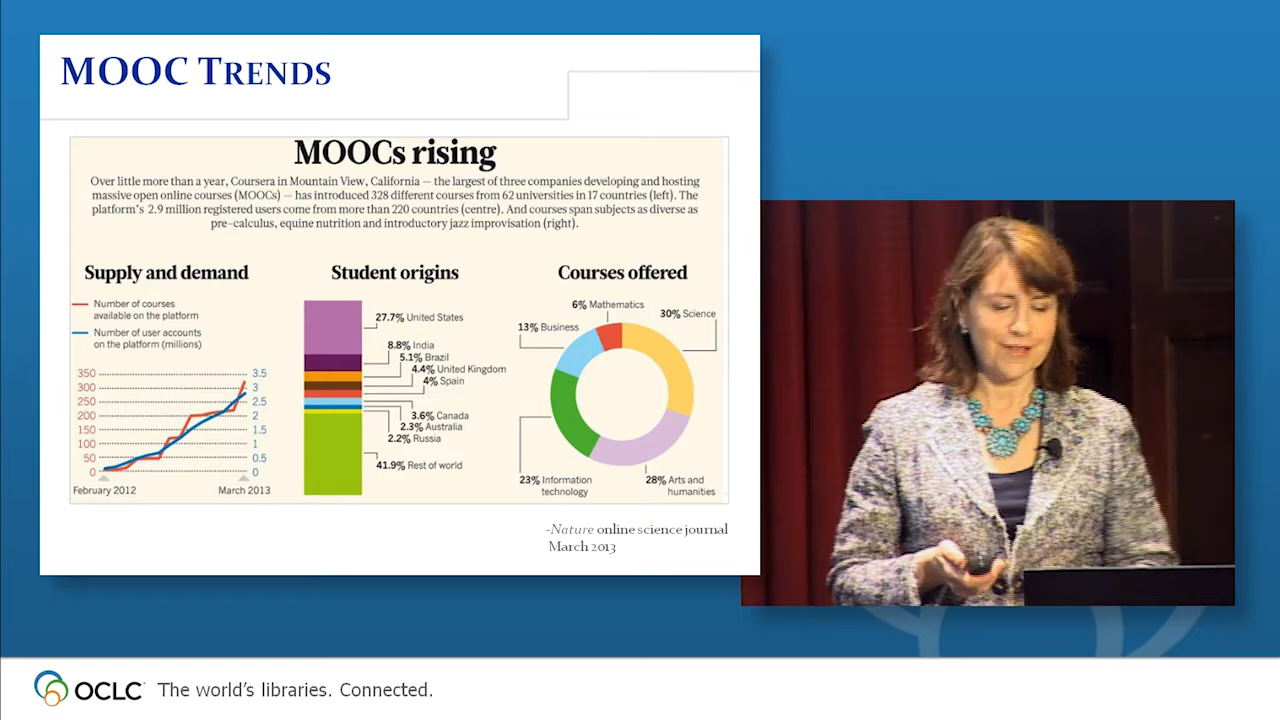 MOOC TRENDS
MOOCs rising
Over little more than a year, Coursera in Mountain View, California — the largest of three companies developing and hosting
massive open online courses (MOOCs) — has introduced 328 different courses from 62 universities in 17 countries (left). The
platform's 2.9 million registered users come from more than 220 countries (centre). And courses span subjects as diverse as
pre-calculus, equine nutrition and introductory jazz improvisation (right).
Supply and demand
Number of courses
available on the platform
Number of user accounts
on the platform (millions)
350 3.5
300 3
250 2.5
200 2
150 1.5
100 1
50 0.5
0 0
February 2012 March 2013
Student origins
27.7% United States
8.8% India
5.1% Brazil
4.4% United Kingdom
4% Spain
3.6% Canada
2.3% Australia
2.2% Russia
41.9% Rest of world
Courses offered
6% Mathematics
30% Science
13% Business
23% Information
technology
28% Arts and
humanities
-Nature online science journal
March 2013
OCLC The world's libraries. Connected.